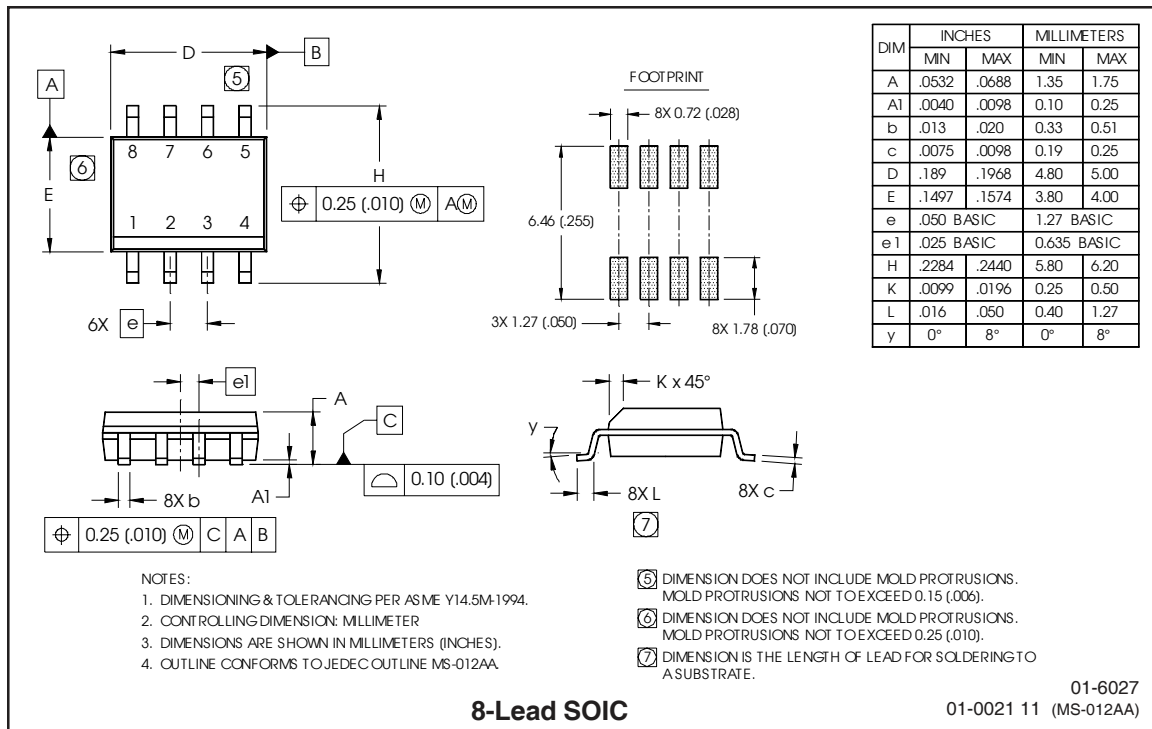 D
B
5
A
8 7 6 5
6
E
H
⌖ 0.25 (.010) Ⓜ AⓂ
1 2 3 4
6X e
FOOTPRINT
8X 0.72 (.028)
6.46 (.255)
3X 1.27 (.050)
8X 1.78 (.070)
DIM INCHES MILLIMETERS
MIN MAX MIN MAX
A .0532 .0688 1.35 1.75
A1 .0040 .0098 0.10 0.25
b .013 .020 0.33 0.51
c .0075 .0098 0.19 0.25
D .189 .1968 4.80 5.00
E .1497 .1574 3.80 4.00
e .050 BASIC 1.27 BASIC
e1 .025 BASIC 0.635 BASIC
H .2284 .2440 5.80 6.20
K .0099 .0196 0.25 0.50
L .016 .050 0.40 1.27
y 0° 8° 0° 8°
e1
A
C
0.10 (.004)
8X b
A1
⌖ 0.25 (.010) Ⓜ C A B
K x 45°
y
8X L
8X c
7
NOTES:
1. DIMENSIONING & TOLERANCING PER ASME Y14.5M-1994.
2. CONTROLLING DIMENSION: MILLIMETER
3. DIMENSIONS ARE SHOWN IN MILLIMETERS (INCHES).
4. OUTLINE CONFORMS TO JEDEC OUTLINE MS-012AA.
5 DIMENSION DOES NOT INCLUDE MOLD PROTRUSIONS.
MOLD PROTRUSIONS NOT TO EXCEED 0.15 (.006).
6 DIMENSION DOES NOT INCLUDE MOLD PROTRUSIONS.
MOLD PROTRUSIONS NOT TO EXCEED 0.25 (.010).
7 DIMENSION IS THE LENGTH OF LEAD FOR SOLDERING TO
A SUBSTRATE.
8-Lead SOIC
01-6027
01-0021 11 (MS-012AA)